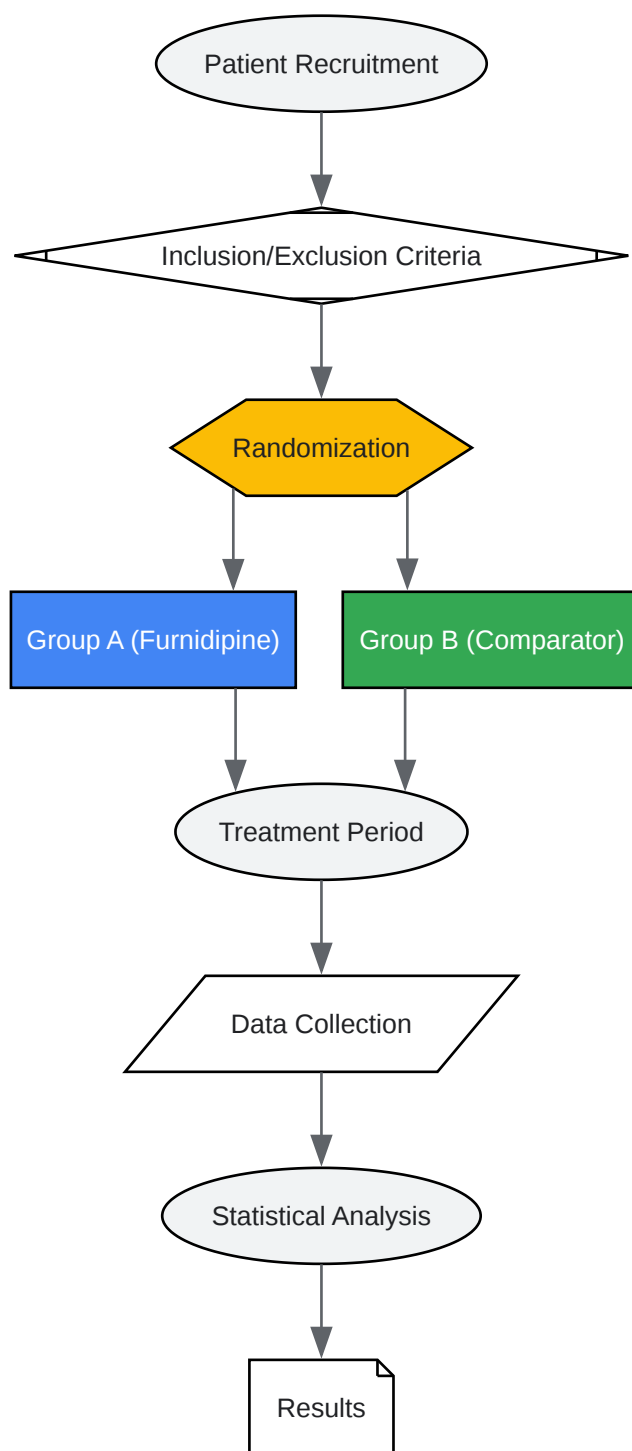 Patient Recruitment
Inclusion/Exclusion Criteria
Randomization
Group A (Furnidipine)
Group B (Comparator)
Treatment Period
Data Collection
Statistical Analysis
Results